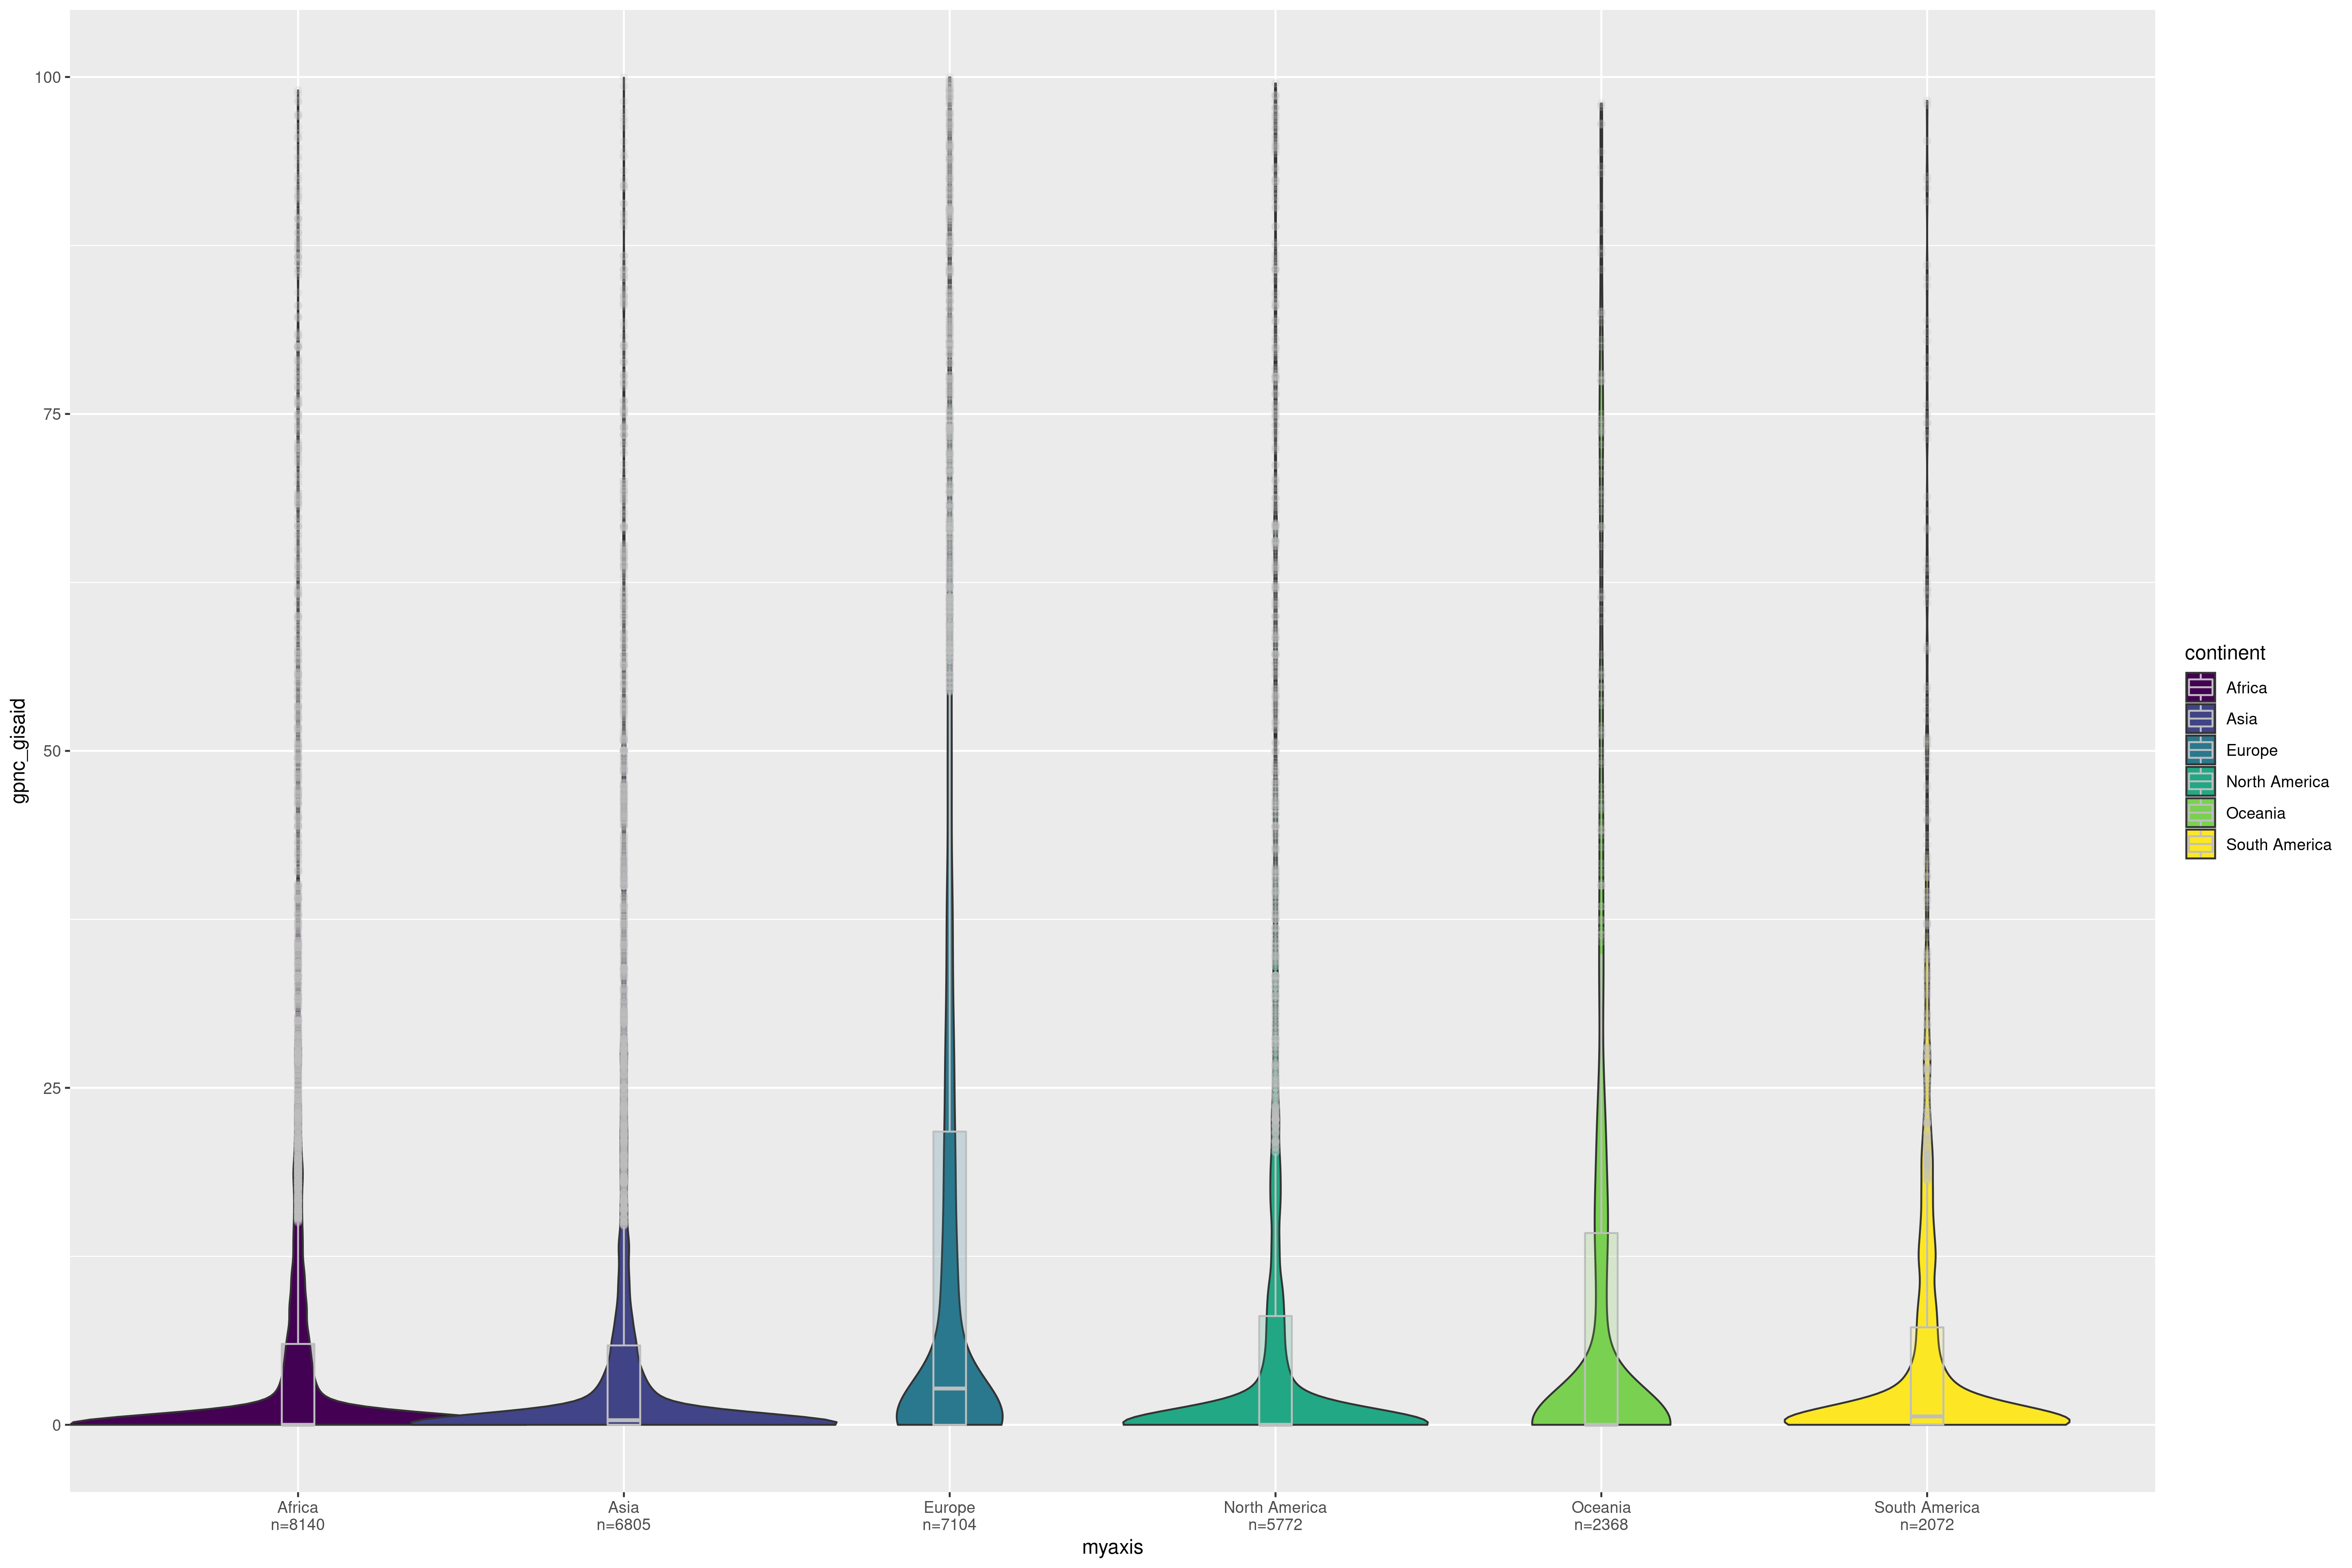 100
75
50
25
0
gpnc_gisaid
Africa
n=8140
Asia
n=6805
Europe
n=7104
North America
n=5772
Oceania
n=2368
South America
n=2072
myaxis
continent
Africa
Asia
Europe
North America
Oceania
South America